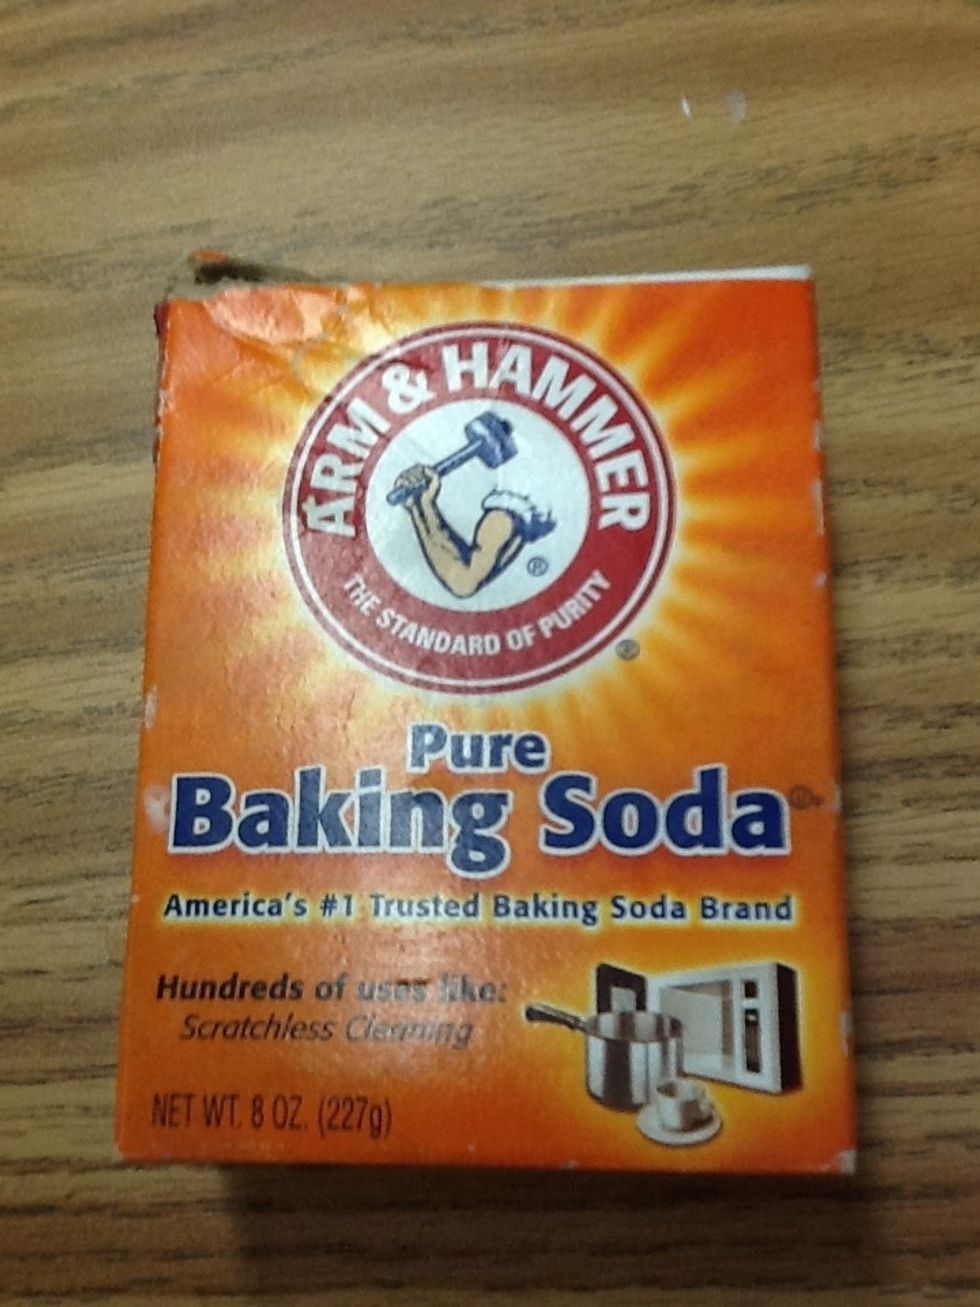 ARM & HAMMER
®
THE STANDARD OF PURITY
®
Pure
Baking Soda
America's #1 Trusted Baking Soda Brand
Hundreds of uses like:
Scratchless Cleaning
NET WT. 8 OZ. (227g)